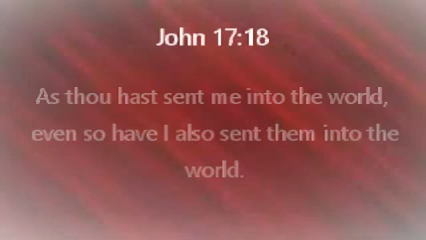 John 17:18
As thou hast sent me into the world,
even so have I also sent them into the
world.